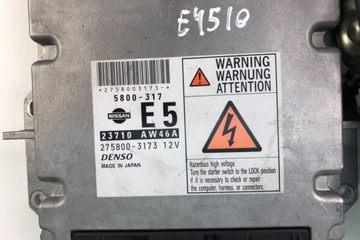 E4510
*2758003173-*
5800-317
NISSAN
E5
23710 AW46A
275800-3173 12V
DENSO
MADE IN JAPAN
WARNING
WARNUNG
ATTENTION
Hazardous high voltage.
Turn the starter switch to the LOCK position
if it is necessary to check or repair
the computer, harness, or connectors.